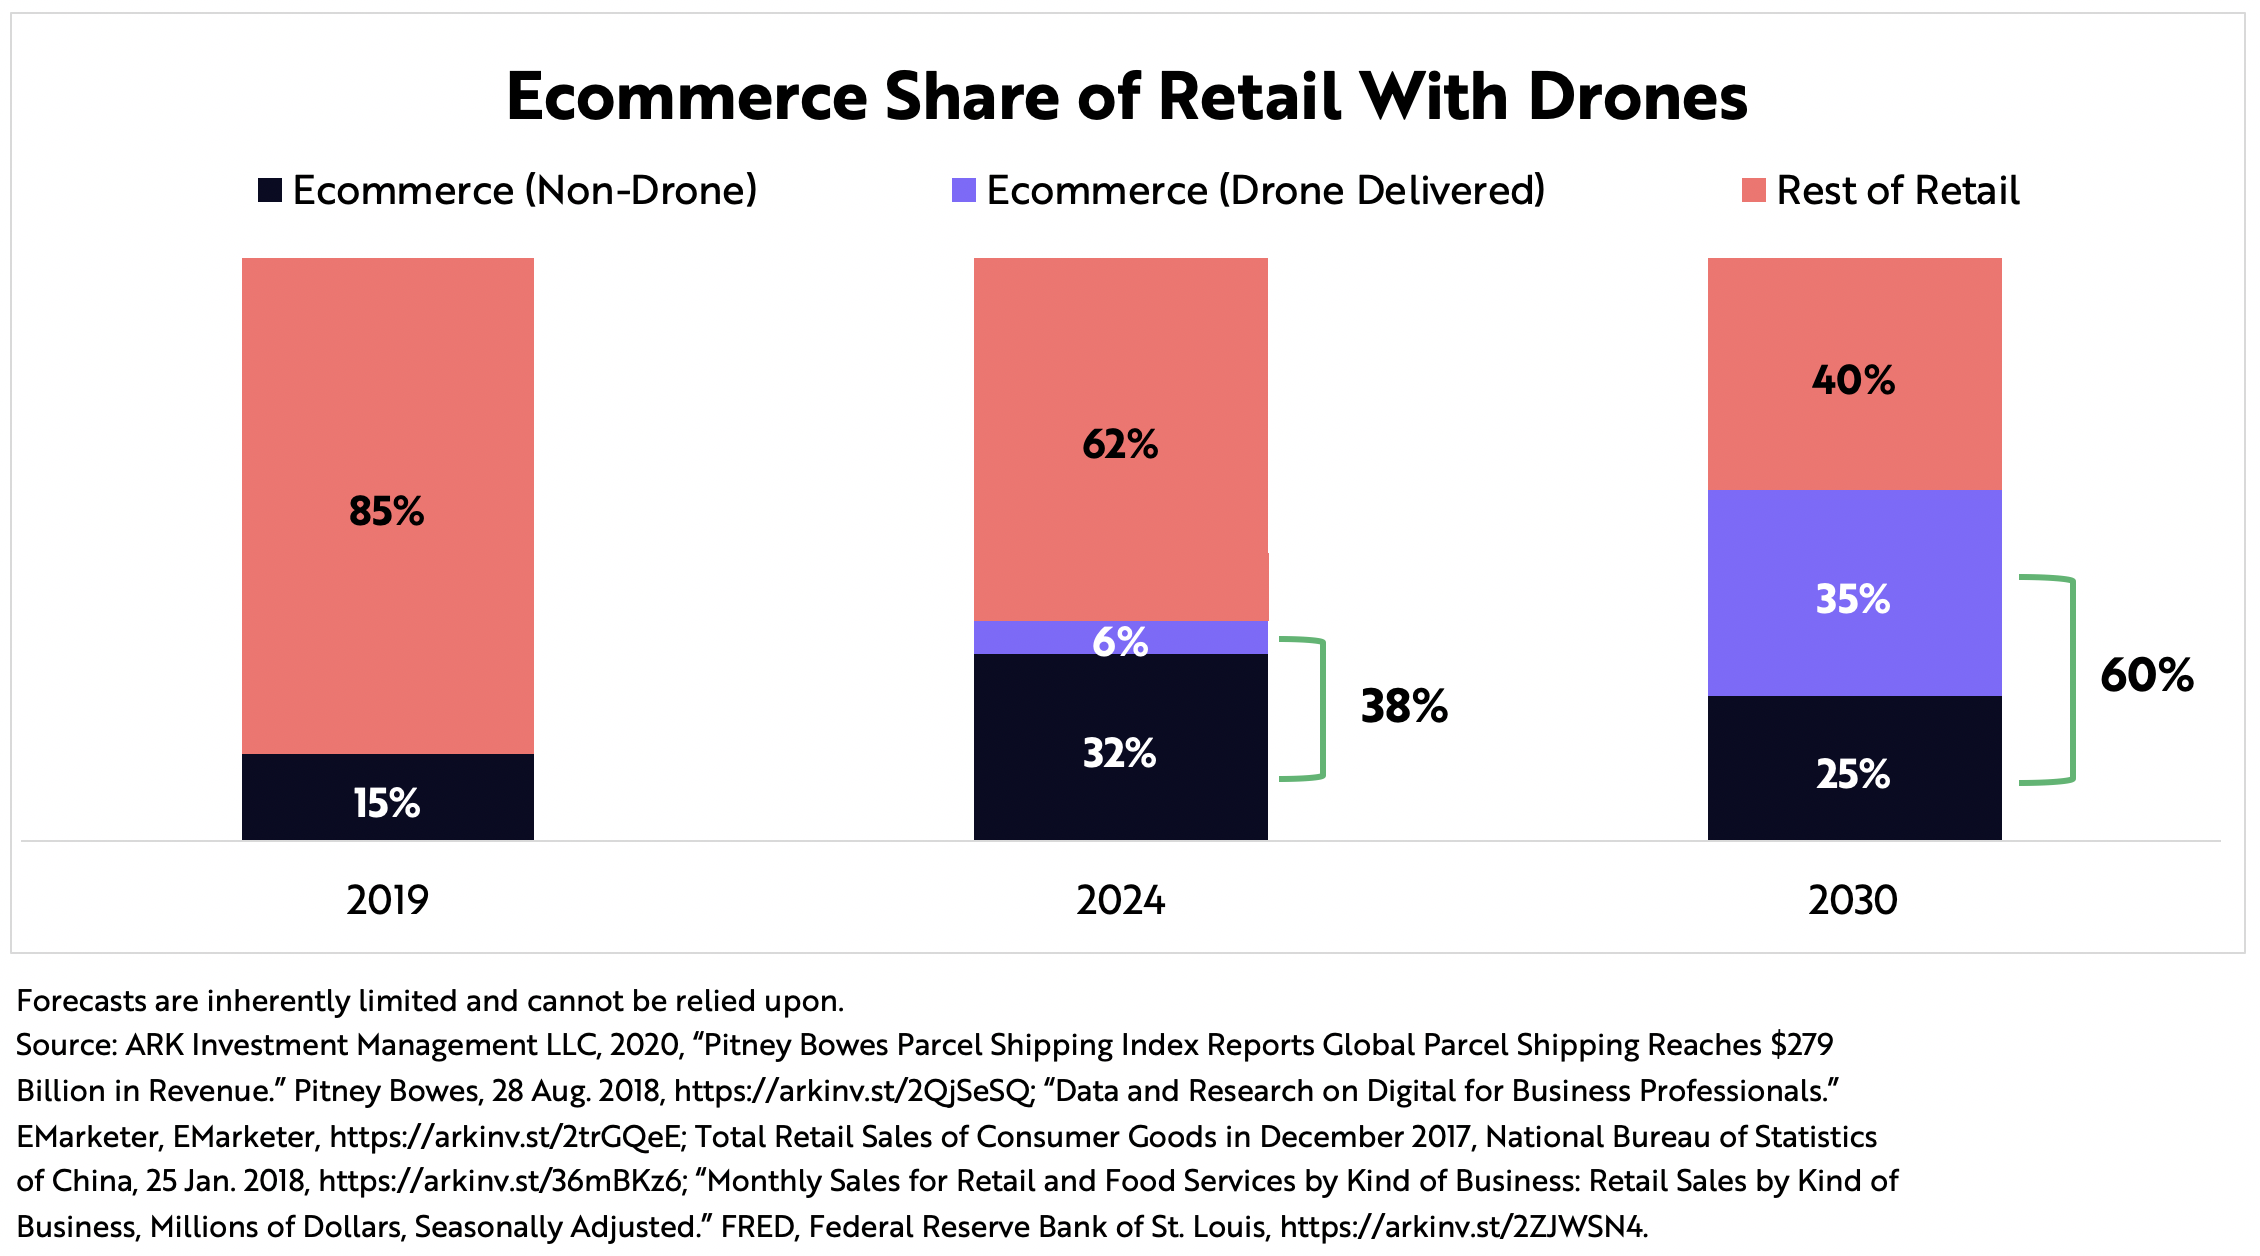 Ecommerce Share of Retail With Drones
Ecommerce (Non-Drone) Ecommerce (Drone Delivered) Rest of Retail
85%
15%
62%
6%
32%
38%
40%
35%
25%
60%
2019 2024 2030
Forecasts are inherently limited and cannot be relied upon.
Source: ARK Investment Management LLC, 2020, “Pitney Bowes Parcel Shipping Index Reports Global Parcel Shipping Reaches $279
Billion in Revenue.” Pitney Bowes, 28 Aug. 2018, https://arkinv.st/2QjSeSQ; “Data and Research on Digital for Business Professionals.”
EMarketer, EMarketer, https://arkinv.st/2trGQeE; Total Retail Sales of Consumer Goods in December 2017, National Bureau of Statistics
of China, 25 Jan. 2018, https://arkinv.st/36mBKz6; “Monthly Sales for Retail and Food Services by Kind of Business: Retail Sales by Kind of
Business, Millions of Dollars, Seasonally Adjusted.” FRED, Federal Reserve Bank of St. Louis, https://arkinv.st/2ZJWSN4.